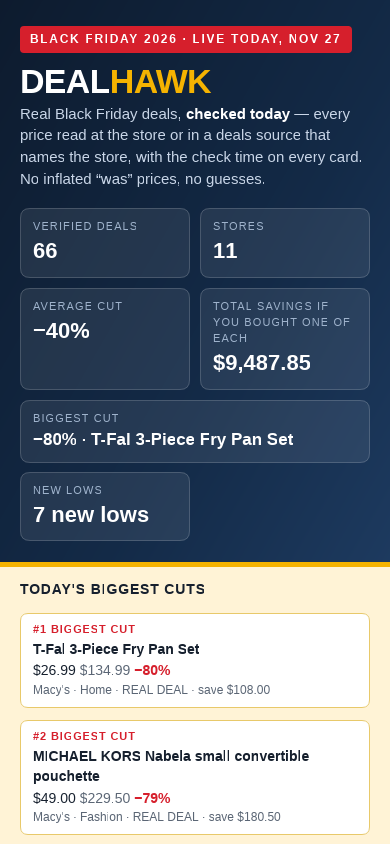 BLACK FRIDAY 2026 · LIVE TODAY, NOV 27
DEALHAWK
Real Black Friday deals, checked today — every
price read at the store or in a deals source that
names the store, with the check time on every card.
No inflated “was” prices, no guesses.
VERIFIED DEALS
66
STORES
11
AVERAGE CUT
−40%
TOTAL SAVINGS IF
YOU BOUGHT ONE OF
EACH
$9,487.85
BIGGEST CUT
−80% · T-Fal 3-Piece Fry Pan Set
NEW LOWS
7 new lows
TODAY'S BIGGEST CUTS
#1 BIGGEST CUT
T-Fal 3-Piece Fry Pan Set
$26.99 $134.99 −80%
Macy's · Home · REAL DEAL · save $108.00
#2 BIGGEST CUT
MICHAEL KORS Nabela small convertible
pouchette
$49.00 $229.50 −79%
Macy's · Fashion · REAL DEAL · save $180.50